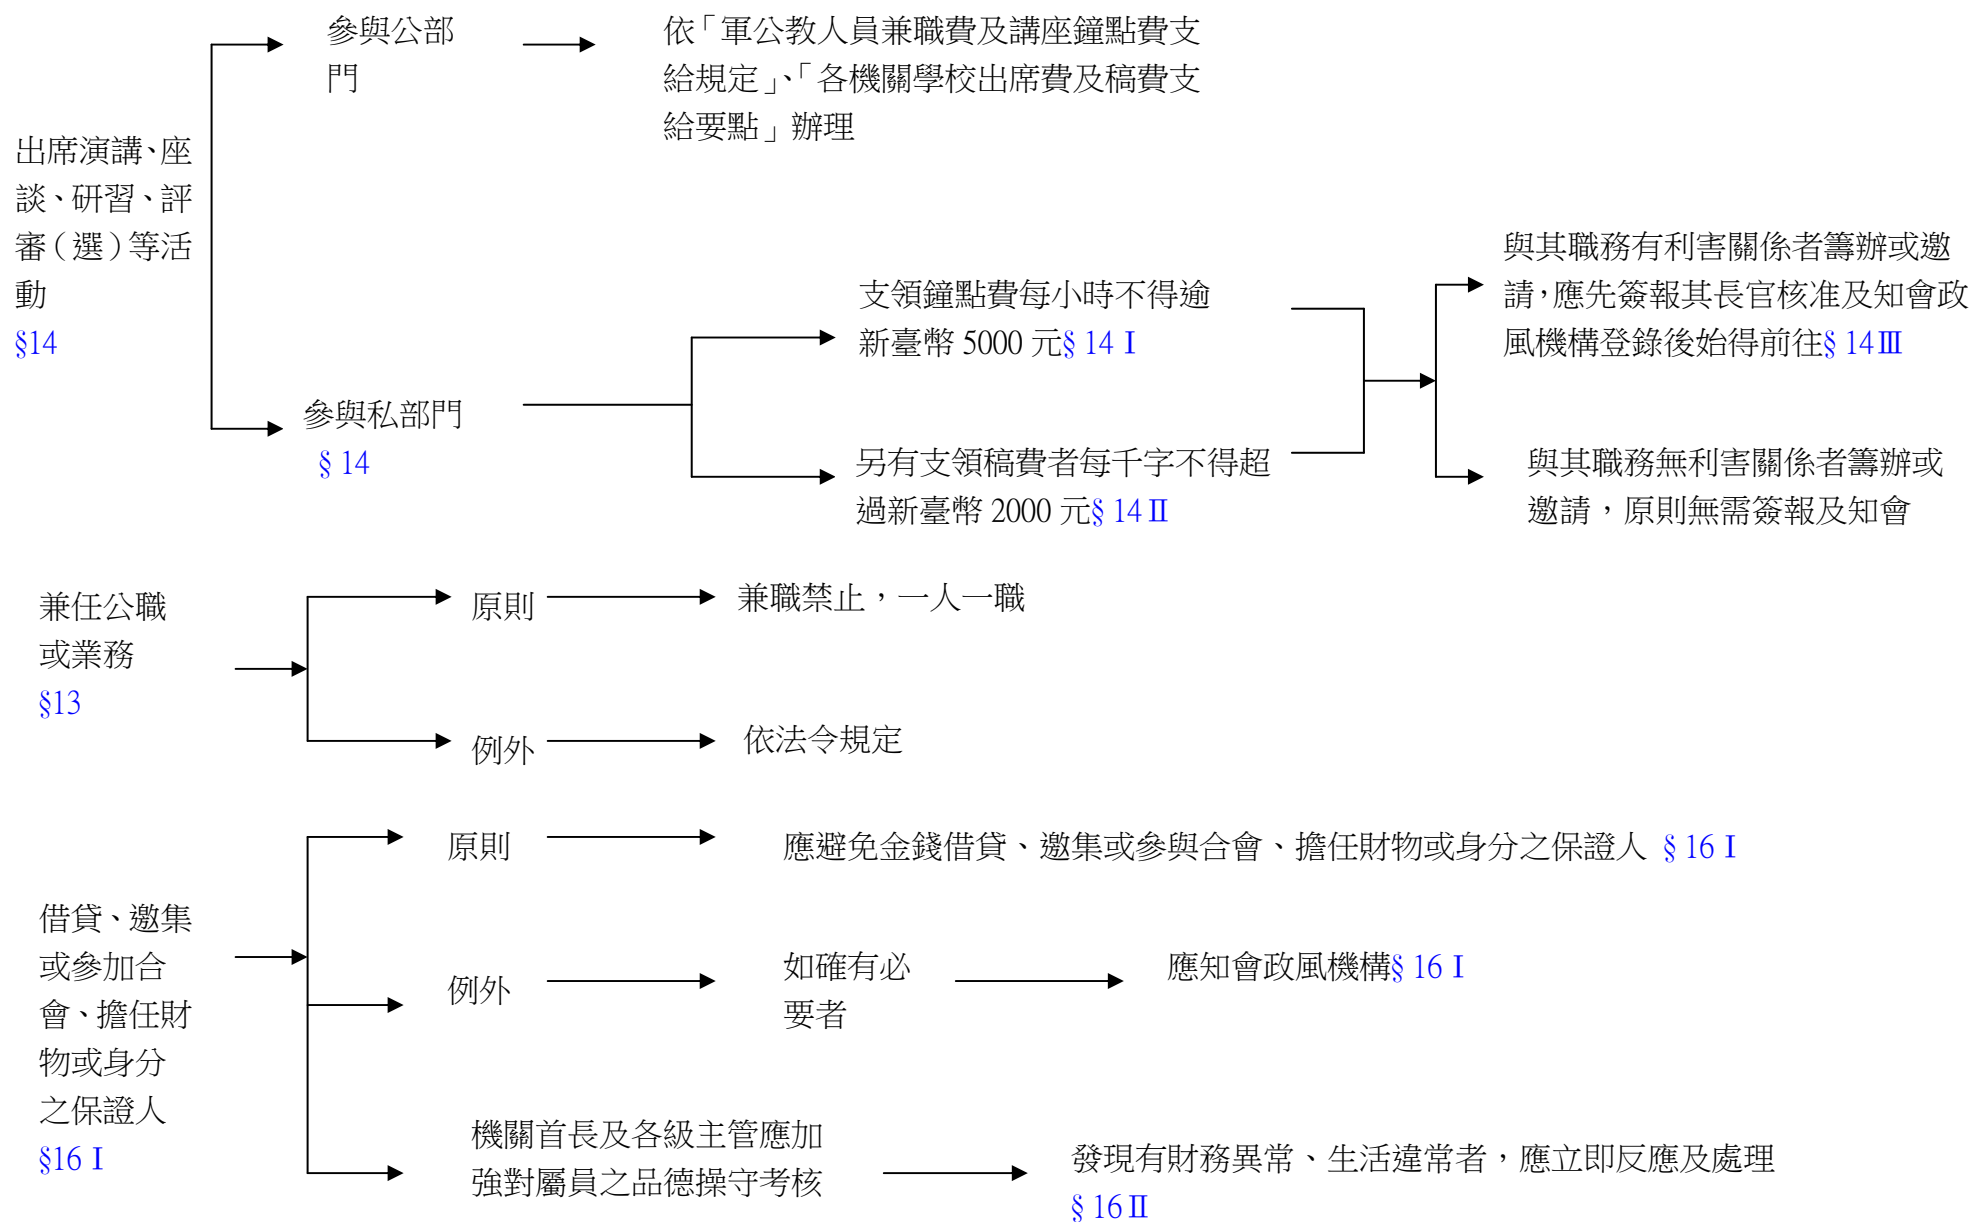 出席演講、座
談、研習、評
審（選）等活
動
§14
參與公部
門
依「軍公教人員兼職費及講座鐘點費支
給規定」、「各機關學校出席費及稿費支
給要點」辦理
參與私部門
§ 14
支領鐘點費每小時不得逾
新臺幣 5000 元§ 14 I
另有支領稿費者每千字不得超
過新臺幣 2000 元§ 14 II
與其職務有利害關係者籌辦或邀
請，應先簽報其長官核准及知會政
風機構登錄後始得前往§ 14Ⅲ
與其職務無利害關係者籌辦或
邀請，原則無需簽報及知會
兼任公職
或業務
§13
原則
兼職禁止，一人一職
例外
依法令規定
借貸、邀集
或參加合
會、擔任財
物或身分
之保證人
§16 I
原則
應避免金錢借貸、邀集或參與合會、擔任財物或身分之保證人 § 16 I
例外
如確有必
要者
應知會政風機構§ 16 I
機關首長及各級主管應加
強對屬員之品德操守考核
發現有財務異常、生活違常者，應立即反應及處理
§ 16 II